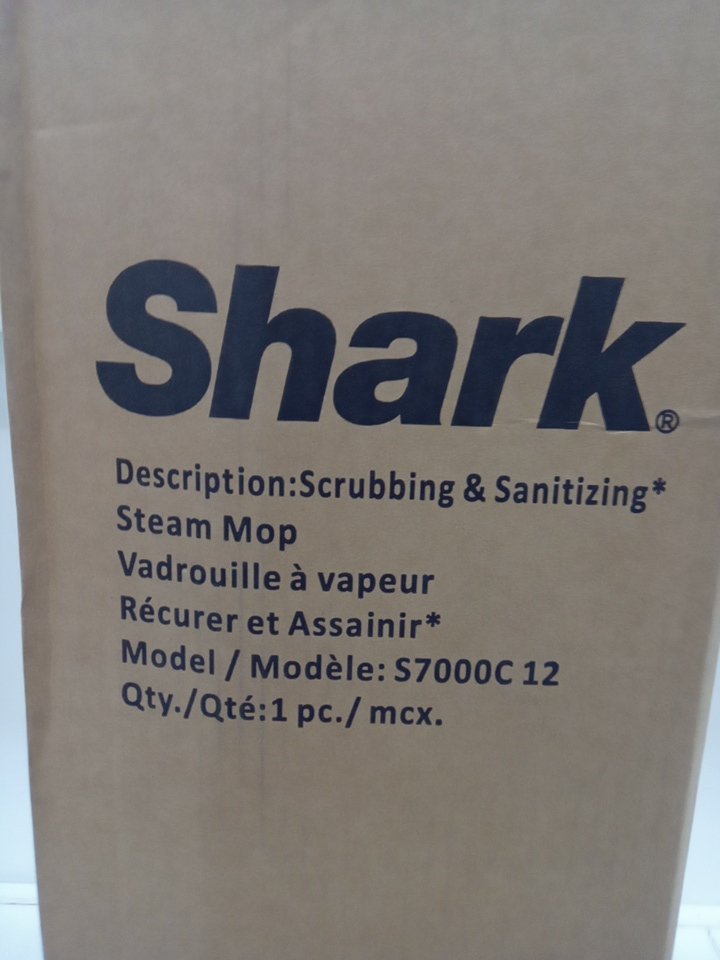 Shark®
Description:Scrubbing & Sanitizing*
Steam Mop
Vadrouille à vapeur
Récurer et Assainir*
Model / Modèle: S7000C 12
Qty./Qté:1 pc./ mcx.